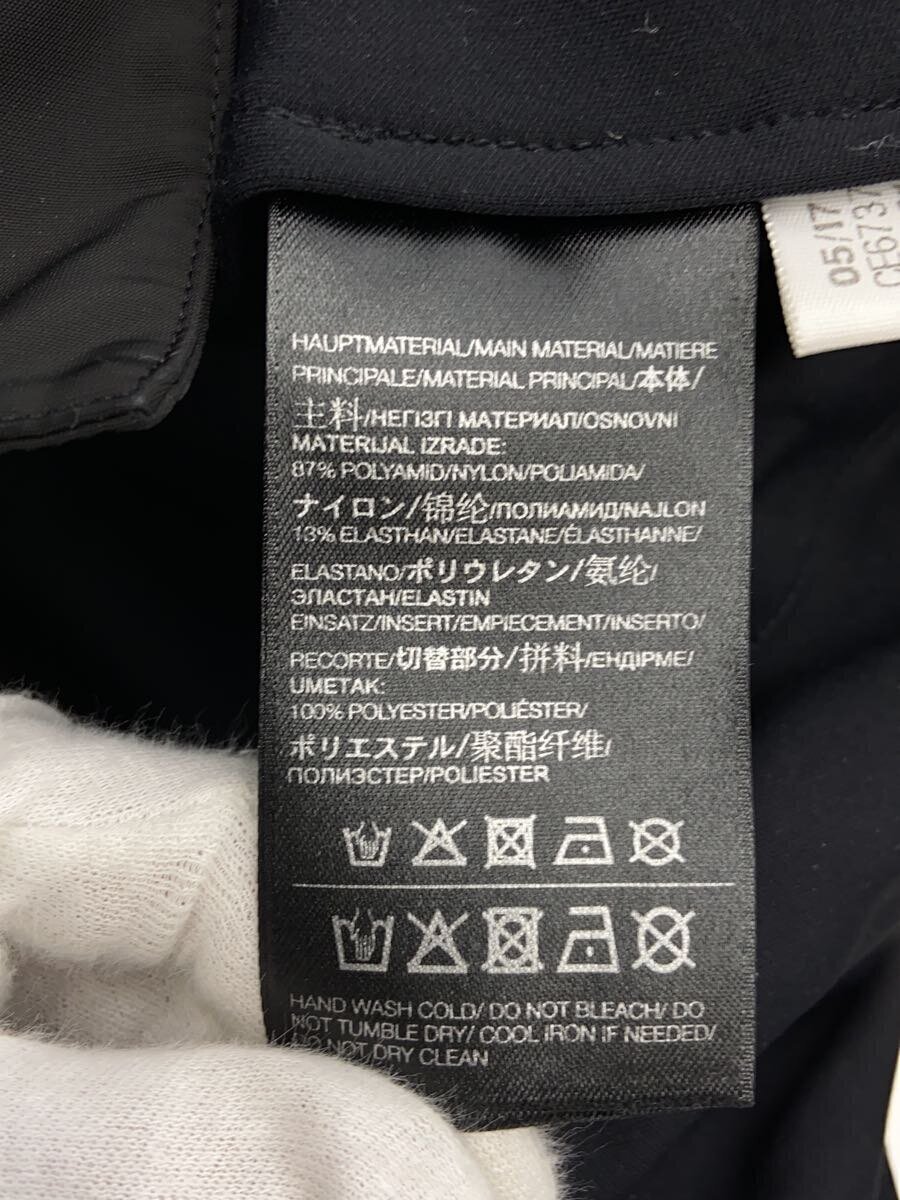 HAUPTMATERIAL/MAIN MATERIAL/MATIERE
PRINCIPALE/MATERIAL PRINCIPAL/本体/
主料/НЕГІЗГІ МАТЕРИАЛ/OSNOVNI
MATERIJAL IZRADE:
87% POLYAMID/NYLON/POLIAMIDA/
ナイロン/锦纶/ПОЛИАМИД/NAJLON
13% ELASTHAN/ELASTANE/ÉLASTHANNE/
ELASTANO/ポリウレタン/氨纶/
ЭЛАСТАН/ELASTIN
EINSATZ/INSERT/EMPIECEMENT/INSERTO/
RECORTE/切替部分/拼料/ЕНДІРМЕ/
UMETAK:
100% POLYESTER/POLIÉSTER/
ポリエステル/聚酯纤维/
ПОЛИЭСТЕР/POLIESTER
HAND WASH COLD/ DO NOT BLEACH/ DO
NOT TUMBLE DRY/ COOL IRON IF NEEDED/
DO NOT DRY CLEAN
05/17
CE673